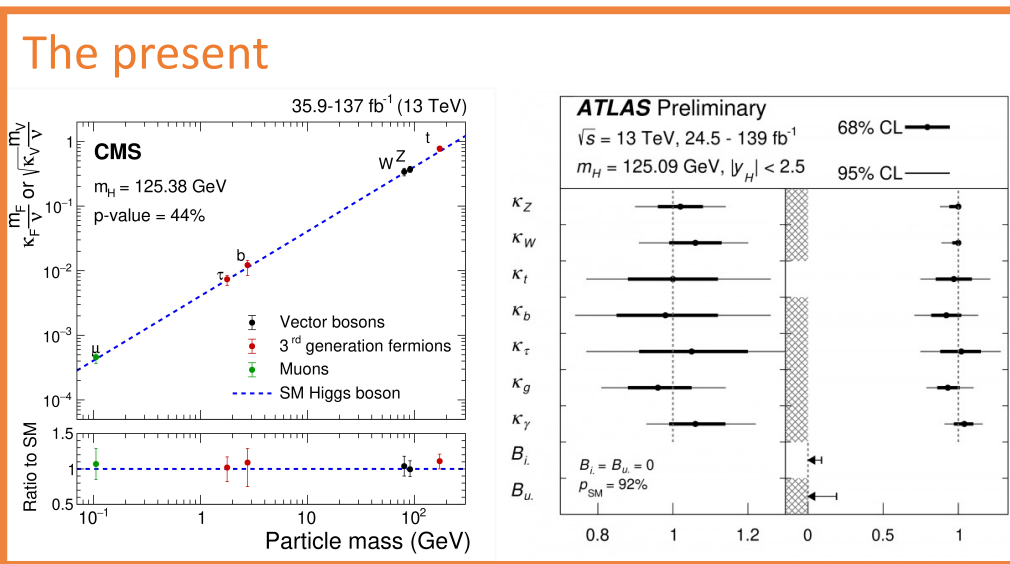 The present
35.9-137 fb⁻¹ (13 TeV)
κ_F m_F/ν or √κ_V m_V/ν
CMS
m_H = 125.38 GeV
p-value = 44%
μ
τ
b
W
Z
t
Vector bosons
3rd generation fermions
Muons
SM Higgs boson
1
10⁻¹
10⁻²
10⁻³
10⁻⁴
Ratio to SM
1.5
1
0.5
10⁻¹ 1 10 10²
Particle mass (GeV)
ATLAS Preliminary
√s = 13 TeV, 24.5 - 139 fb⁻¹
m_H = 125.09 GeV, |y_H| < 2.5
68% CL
95% CL
κ_Z
κ_W
κ_t
κ_b
κ_τ
κ_g
κ_γ
B_i.
B_u.
B_i. = B_u. = 0
p_SM = 92%
0.8 1 1.2 0 0.5 1